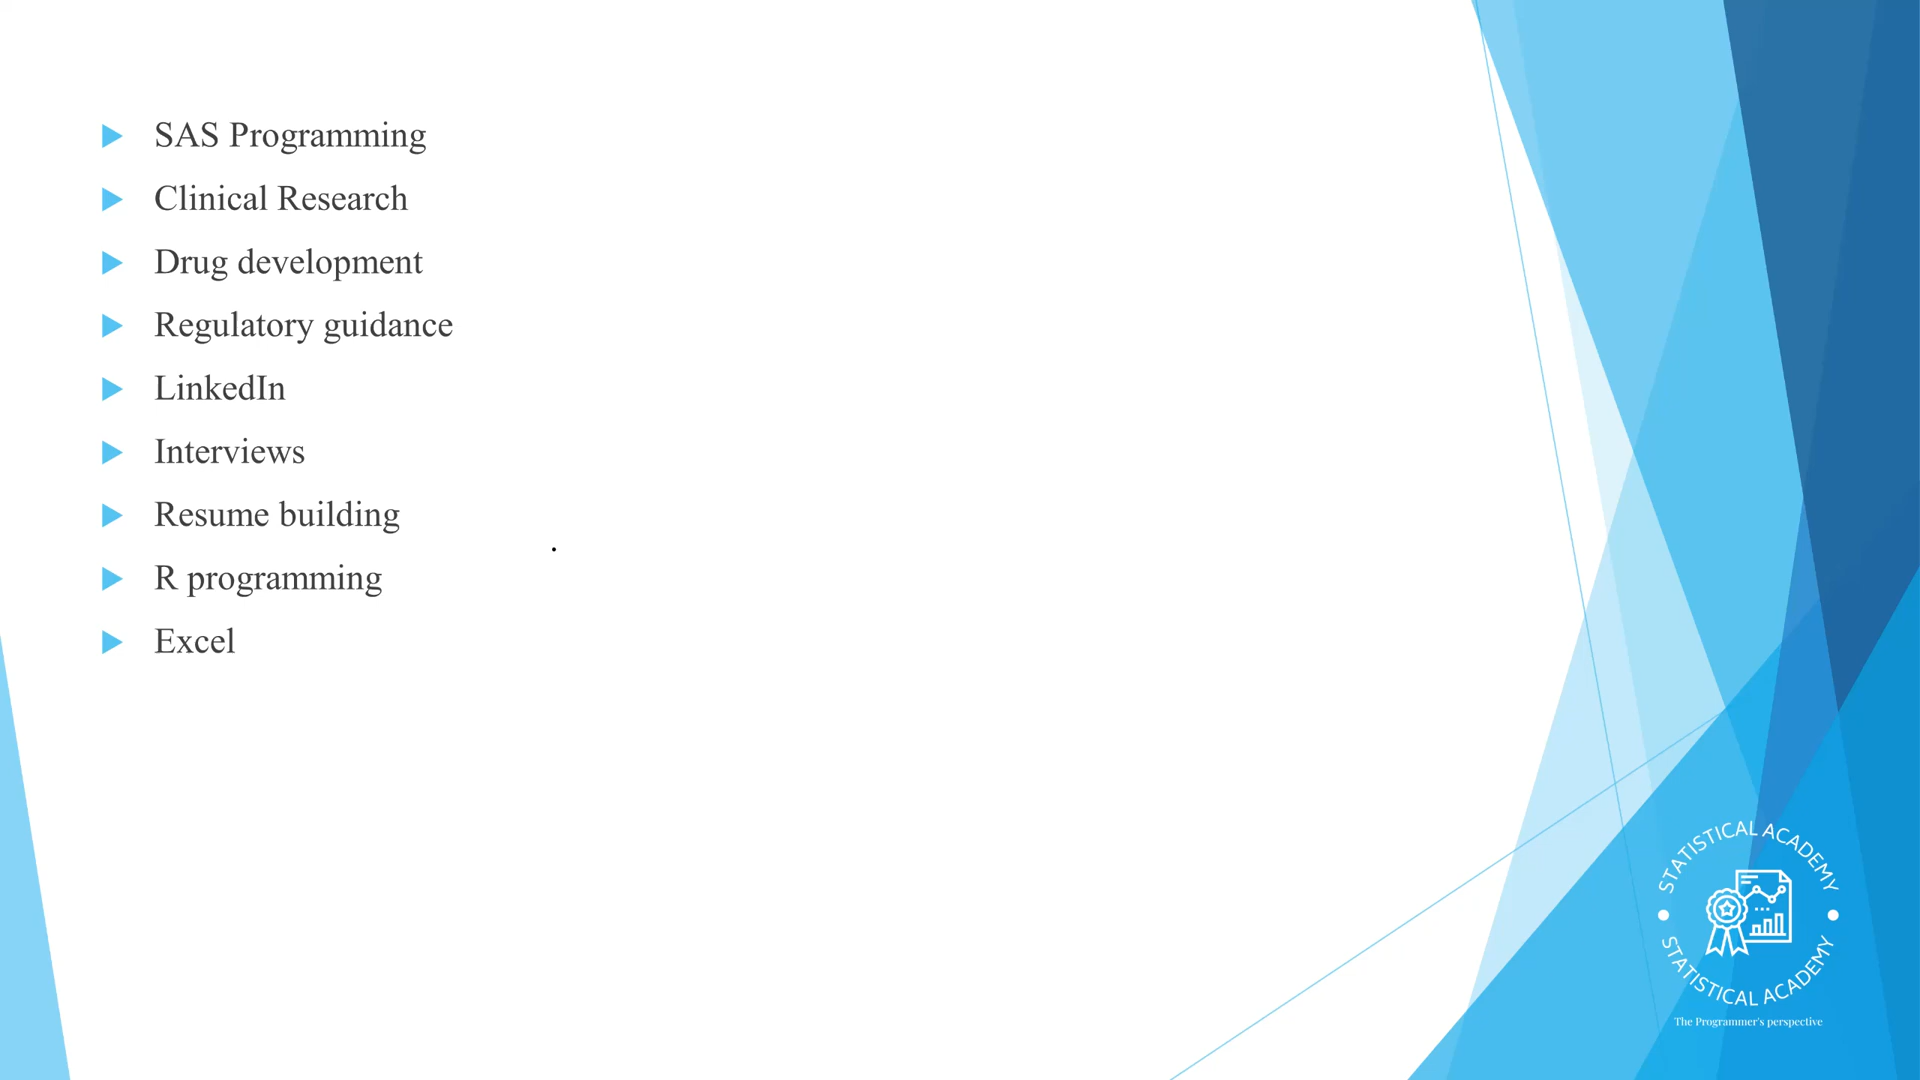 SAS Programming
Clinical Research
Drug development
Regulatory guidance
LinkedIn
Interviews
Resume building
.
R programming
Excel
STATISTICAL ACADEMY
STATISTICAL ACADEMY
The Programmer's perspective